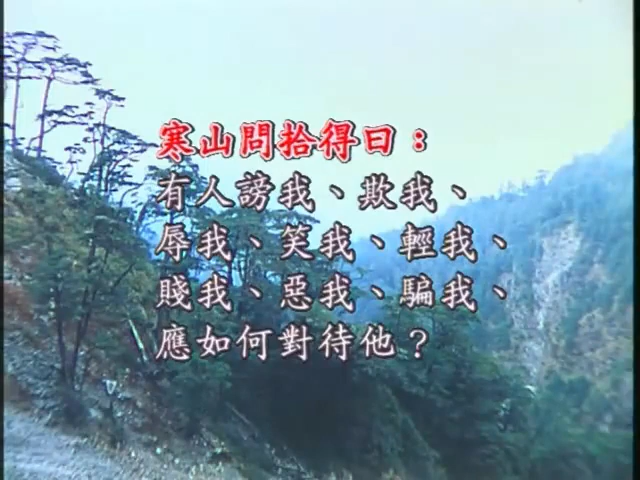 寒山問拾得曰：
有人謗我、欺我、
辱我、笑我、輕我、
賤我、惡我、騙我、
應如何對待他？